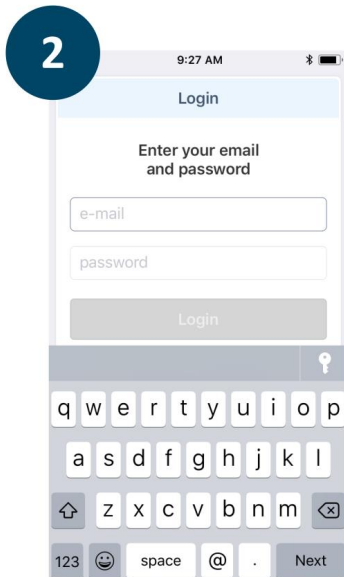 2
9:27 AM
Login
Enter your email
and password
e-mail
password
Login
q w e r t y u i o p
a s d f g h j k l
z x c v b n m
123 space @ . Next